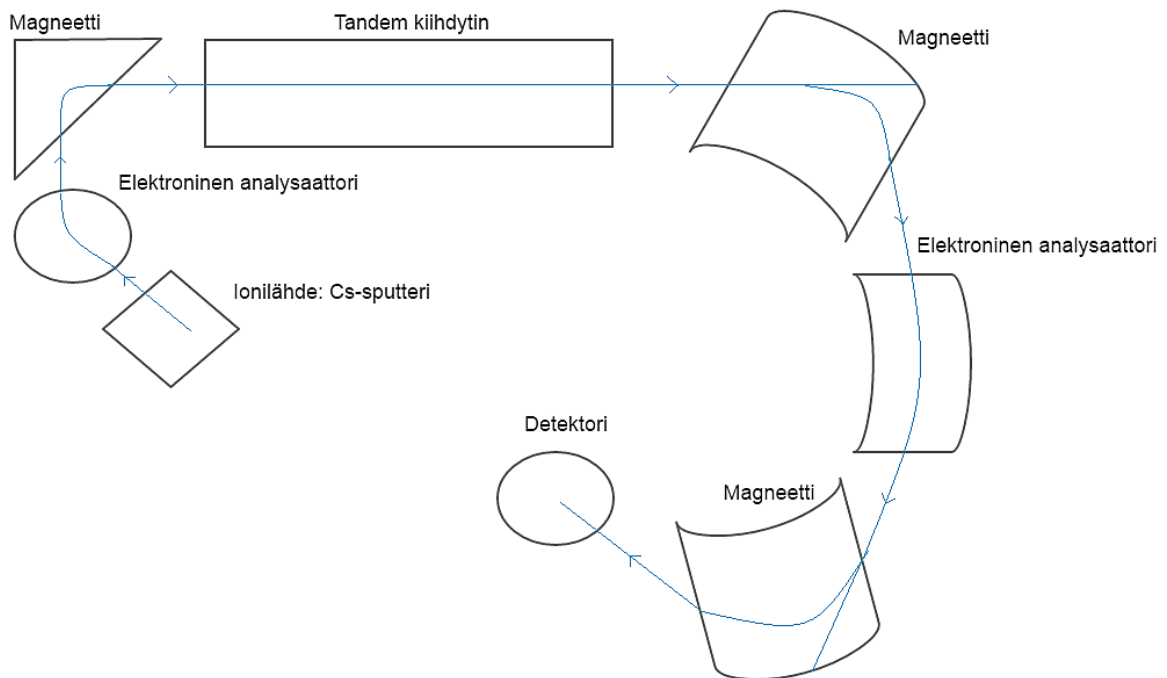 Magneetti
Tandem kiihdytin
Magneetti
Elektroninen analysaattori
Elektroninen analysaattori
Ionilähde: Cs-sputteri
Detektori
Magneetti